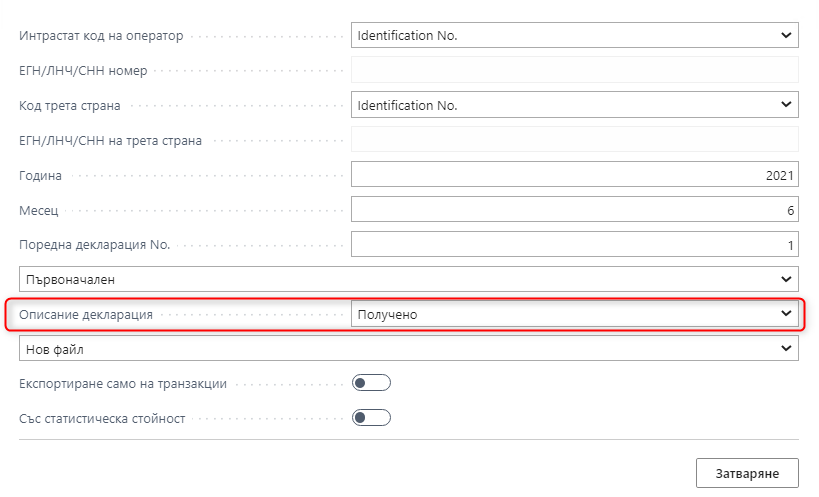 Интрастат код на оператор Identification No.
ЕГН/ЛНЧ/СНН номер
Код трета страна Identification No.
ЕГН/ЛНЧ/СНН на трета страна
Година 2021
Месец 6
Поредна декларация No. 1
Първоначален
Описание декларация Получено
Нов файл
Експортиране само на транзакции
Със статистическа стойност
Затваряне